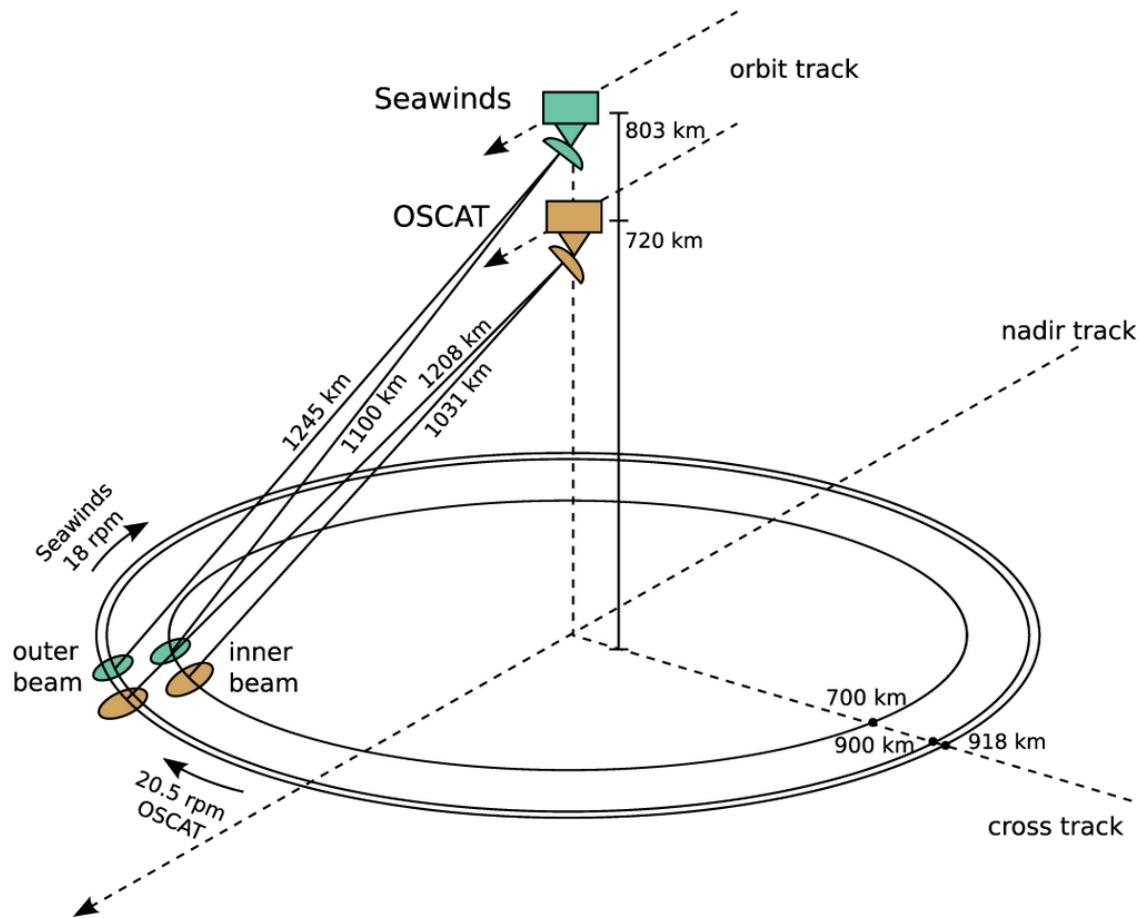 orbit track
Seawinds
803 km
OSCAT
720 km
nadir track
1208 km
1245 km
1100 km
1031 km
Seawinds
18 rpm
outer
beam
inner
beam
700 km
900 km
918 km
20.5 rpm
OSCAT
cross track